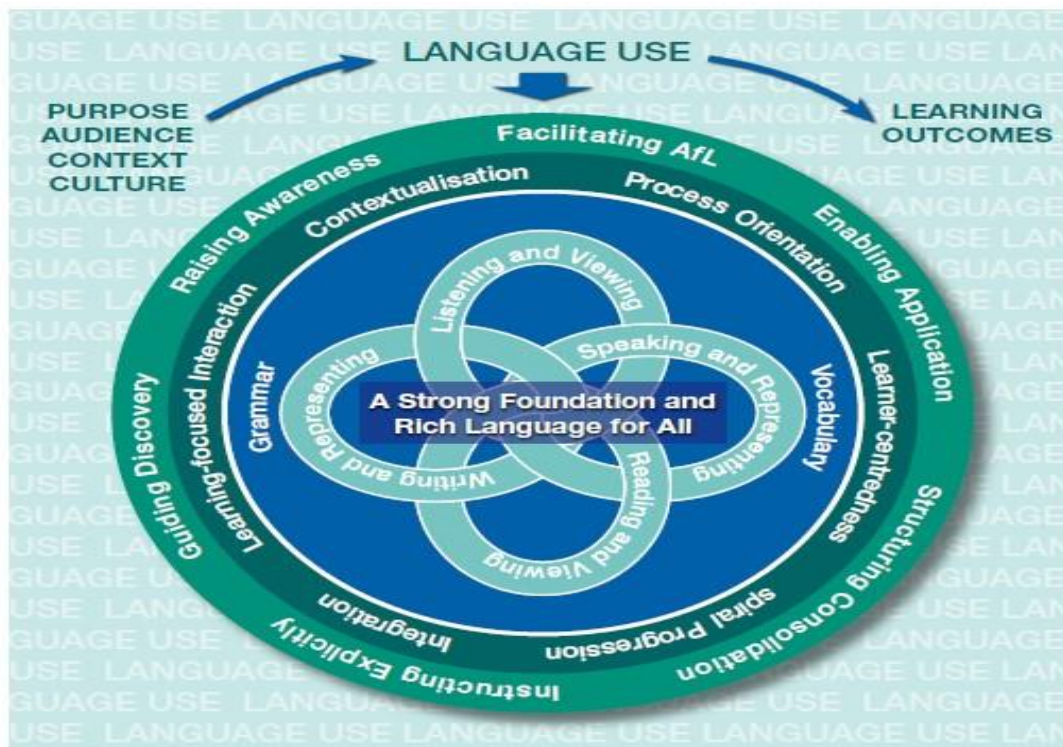 LANGUAGE USE
PURPOSE
AUDIENCE
CONTEXT
CULTURE
LEARNING
OUTCOMES
Raising Awareness
Facilitating AfL
Enabling Application
Structuring Consolidation
Instructing Explicitly
Guiding Discovery
Contextualisation
Process Orientation
Learner-centredness
spiral Progression
Integration
Learning-focused Interaction
Grammar
Vocabulary
Listening and Viewing
Speaking and Representing
Reading and Viewing
Writing and Representing
A Strong Foundation and
Rich Language for All